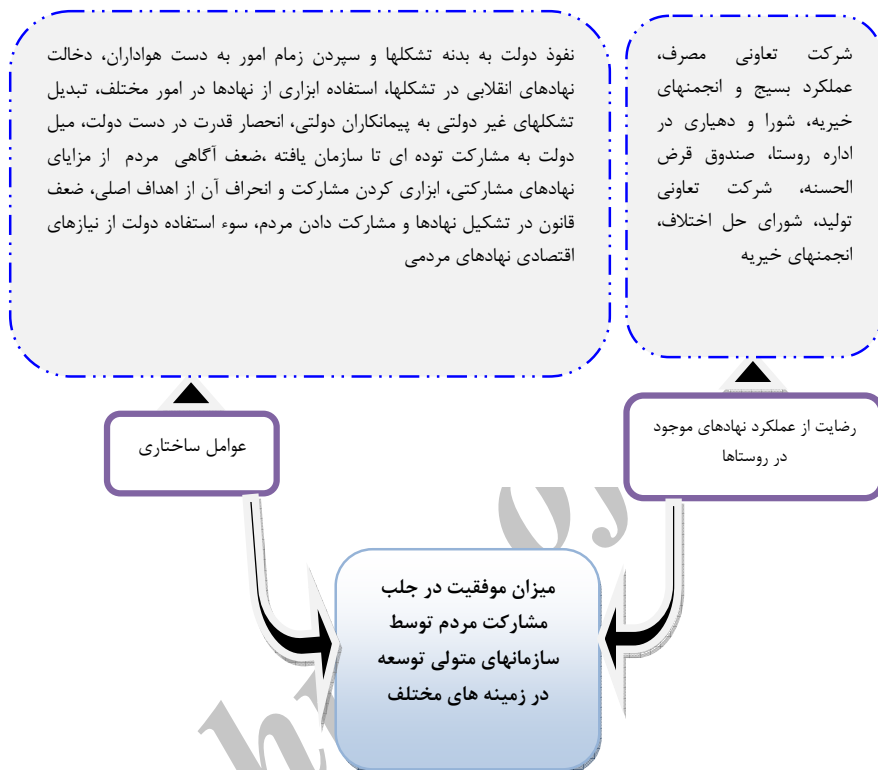 شرکت تعاونی مصرف،
عملکرد بسیج و انجمنهای
خیریه، شورا و دهیاری در
اداره روستا، صندوق قرض
الحسنه، شرکت تعاونی
تولید، شورای حل اختلاف،
انجمنهای خیریه
نفوذ دولت به بدنه تشکلها و سپردن زمام امور به دست هواداران، دخالت
نهادهای انقلابی در تشکلها، استفاده ابزاری از نهادها در امور مختلف، تبدیل
تشکلهای غیر دولتی به پیمانکاران دولتی، انحصار قدرت در دست دولت، میل
دولت به مشارکت توده ای تا سازمان یافته ،ضعف آگاهی مردم از مزایای
نهادهای مشارکتی، ابزاری کردن مشارکت و انحراف آن از اهداف اصلی، ضعف
قانون در تشکیل نهادها و مشارکت دادن مردم، سوء استفاده دولت از نیازهای
اقتصادی نهادهای مردمی
رضایت از عملکرد نهادهای موجود
در روستاها
عوامل ساختاری
میزان موفقیت در جلب
مشارکت مردم توسط
سازمانهای متولی توسعه
در زمینه های مختلف